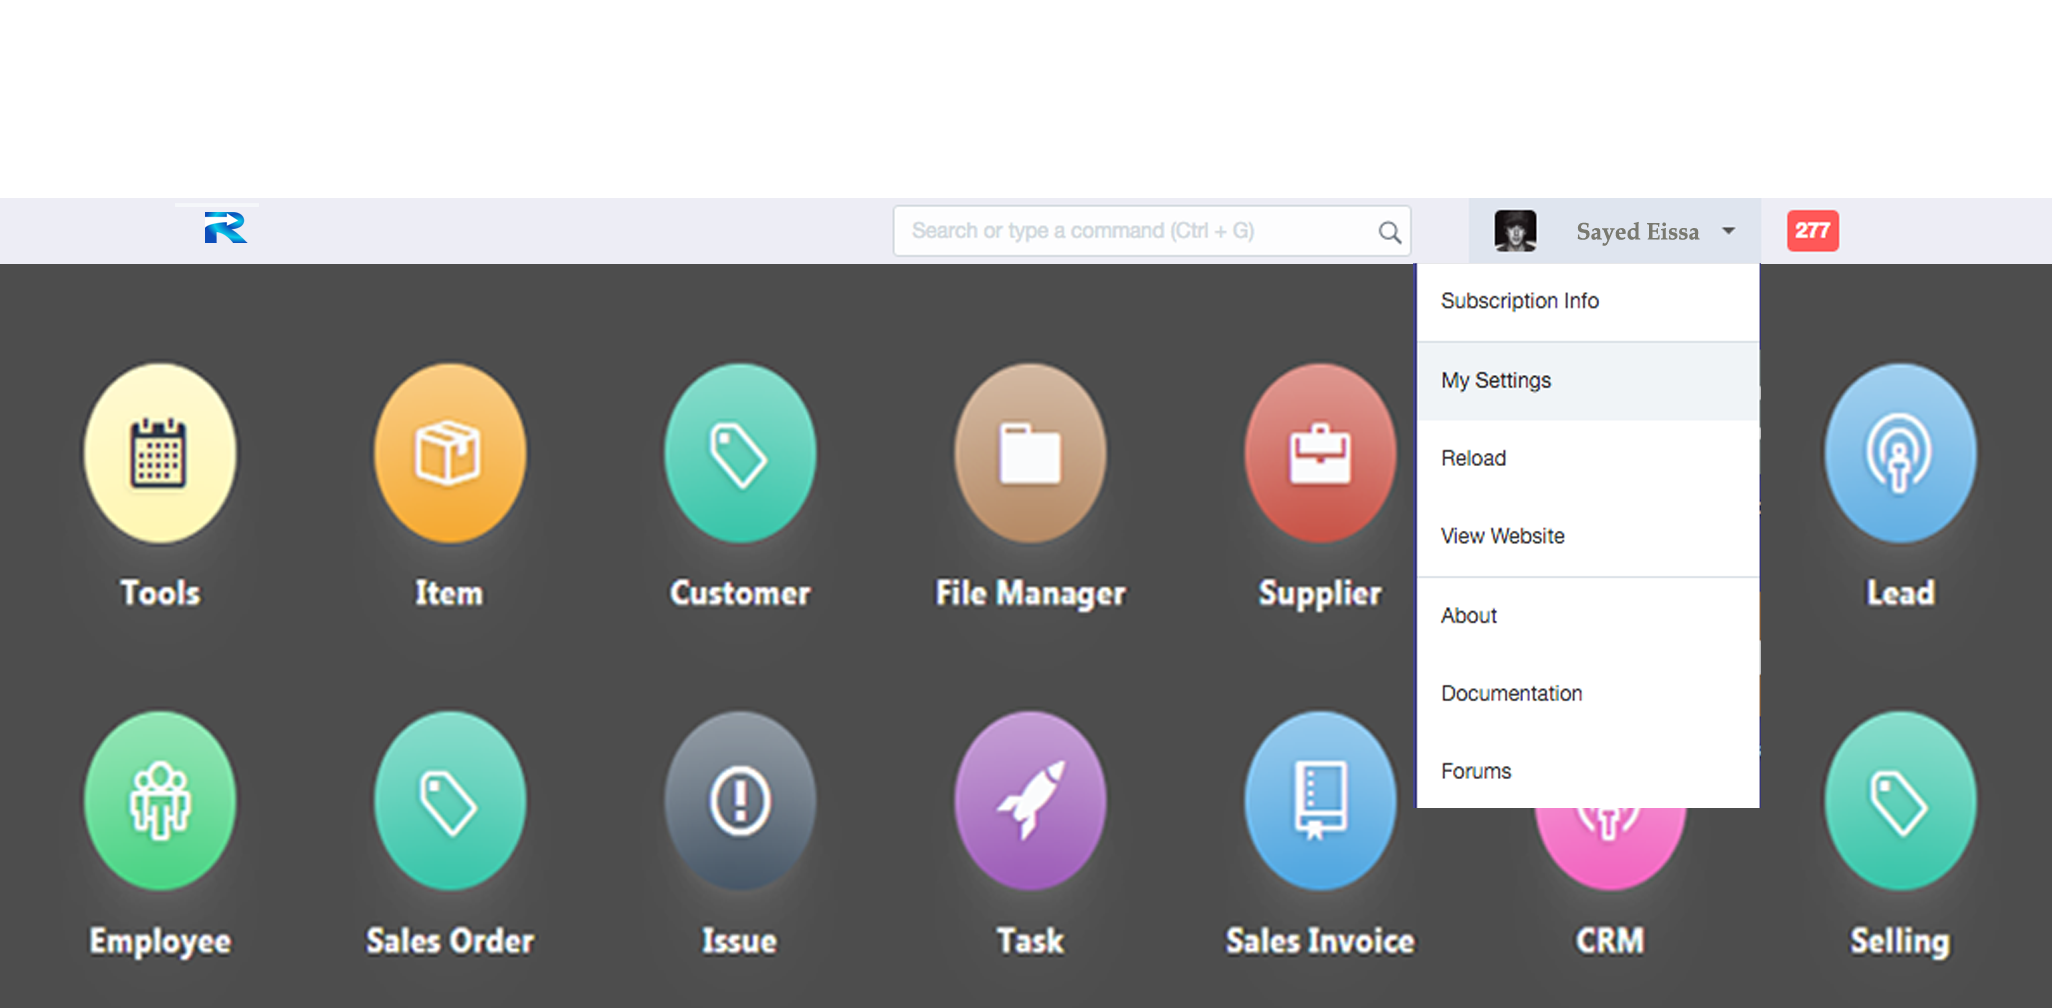 Search or type a command (Ctrl + G)
Sayed Eissa
277
Subscription Info
My Settings
Reload
View Website
About
Documentation
Forums
Tools
Item
Customer
File Manager
Supplier
Lead
Employee
Sales Order
Issue
Task
Sales Invoice
CRM
Selling